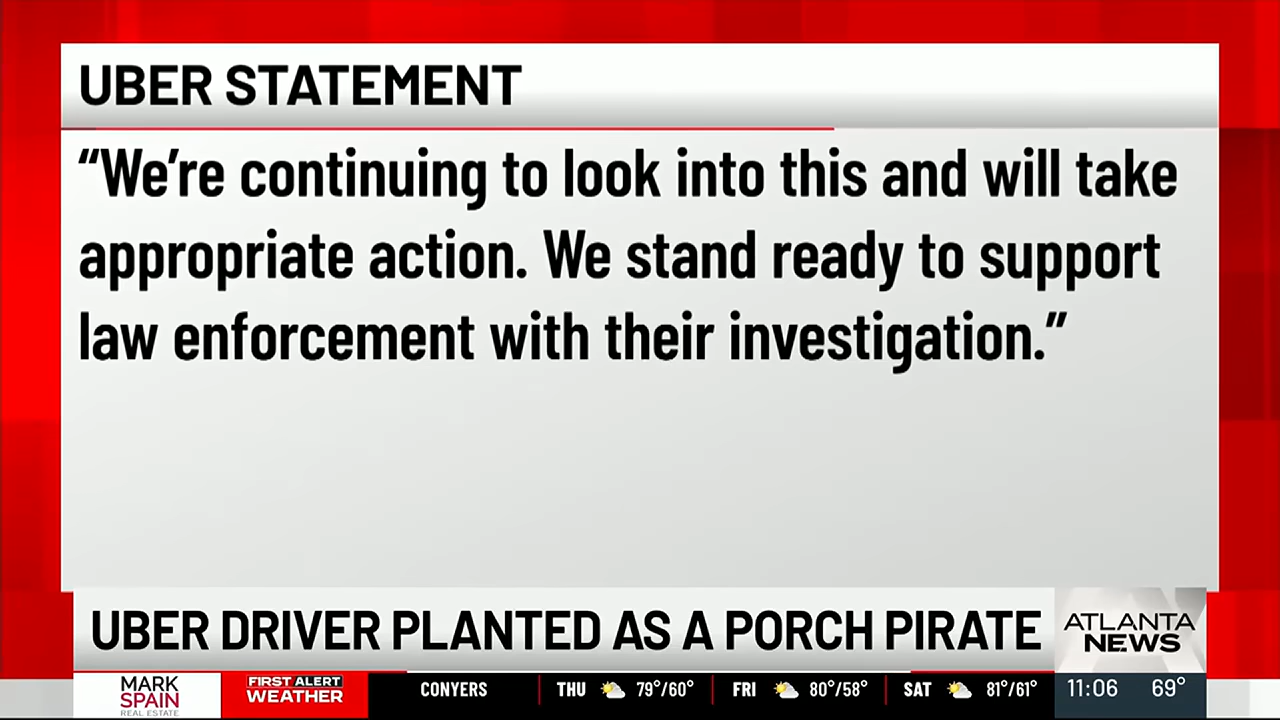 UBER STATEMENT
“We’re continuing to look into this and will take
appropriate action. We stand ready to support
law enforcement with their investigation.”
UBER DRIVER PLANTED AS A PORCH PIRATE
ATLANTA
NEWS
MARK
SPAIN
REAL ESTATE
FIRST ALERT
WEATHER
CONYERS
THU 79°/60°
FRI 80°/58°
SAT 81°/61°
11:06 69°